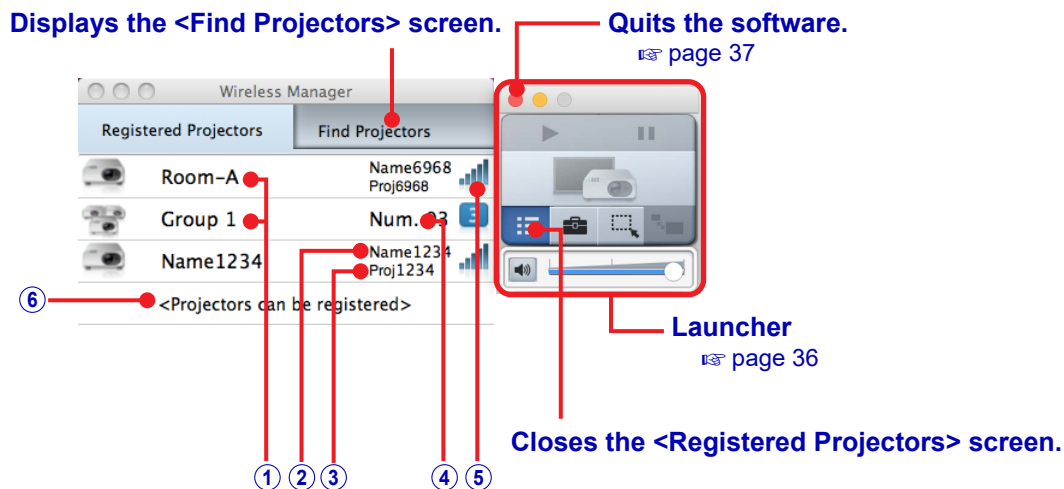 Displays the <Find Projectors> screen.
Quits the software.
☞ page 37
Wireless Manager
Registered Projectors
Find Projectors
Room-A
Name6968
Proj6968
Group 1
Num. 03
3
Name1234
Name1234
Proj1234
⑥
<Projectors can be registered>
Launcher
☞ page 36
Closes the <Registered Projectors> screen.
① ② ③ ④ ⑤